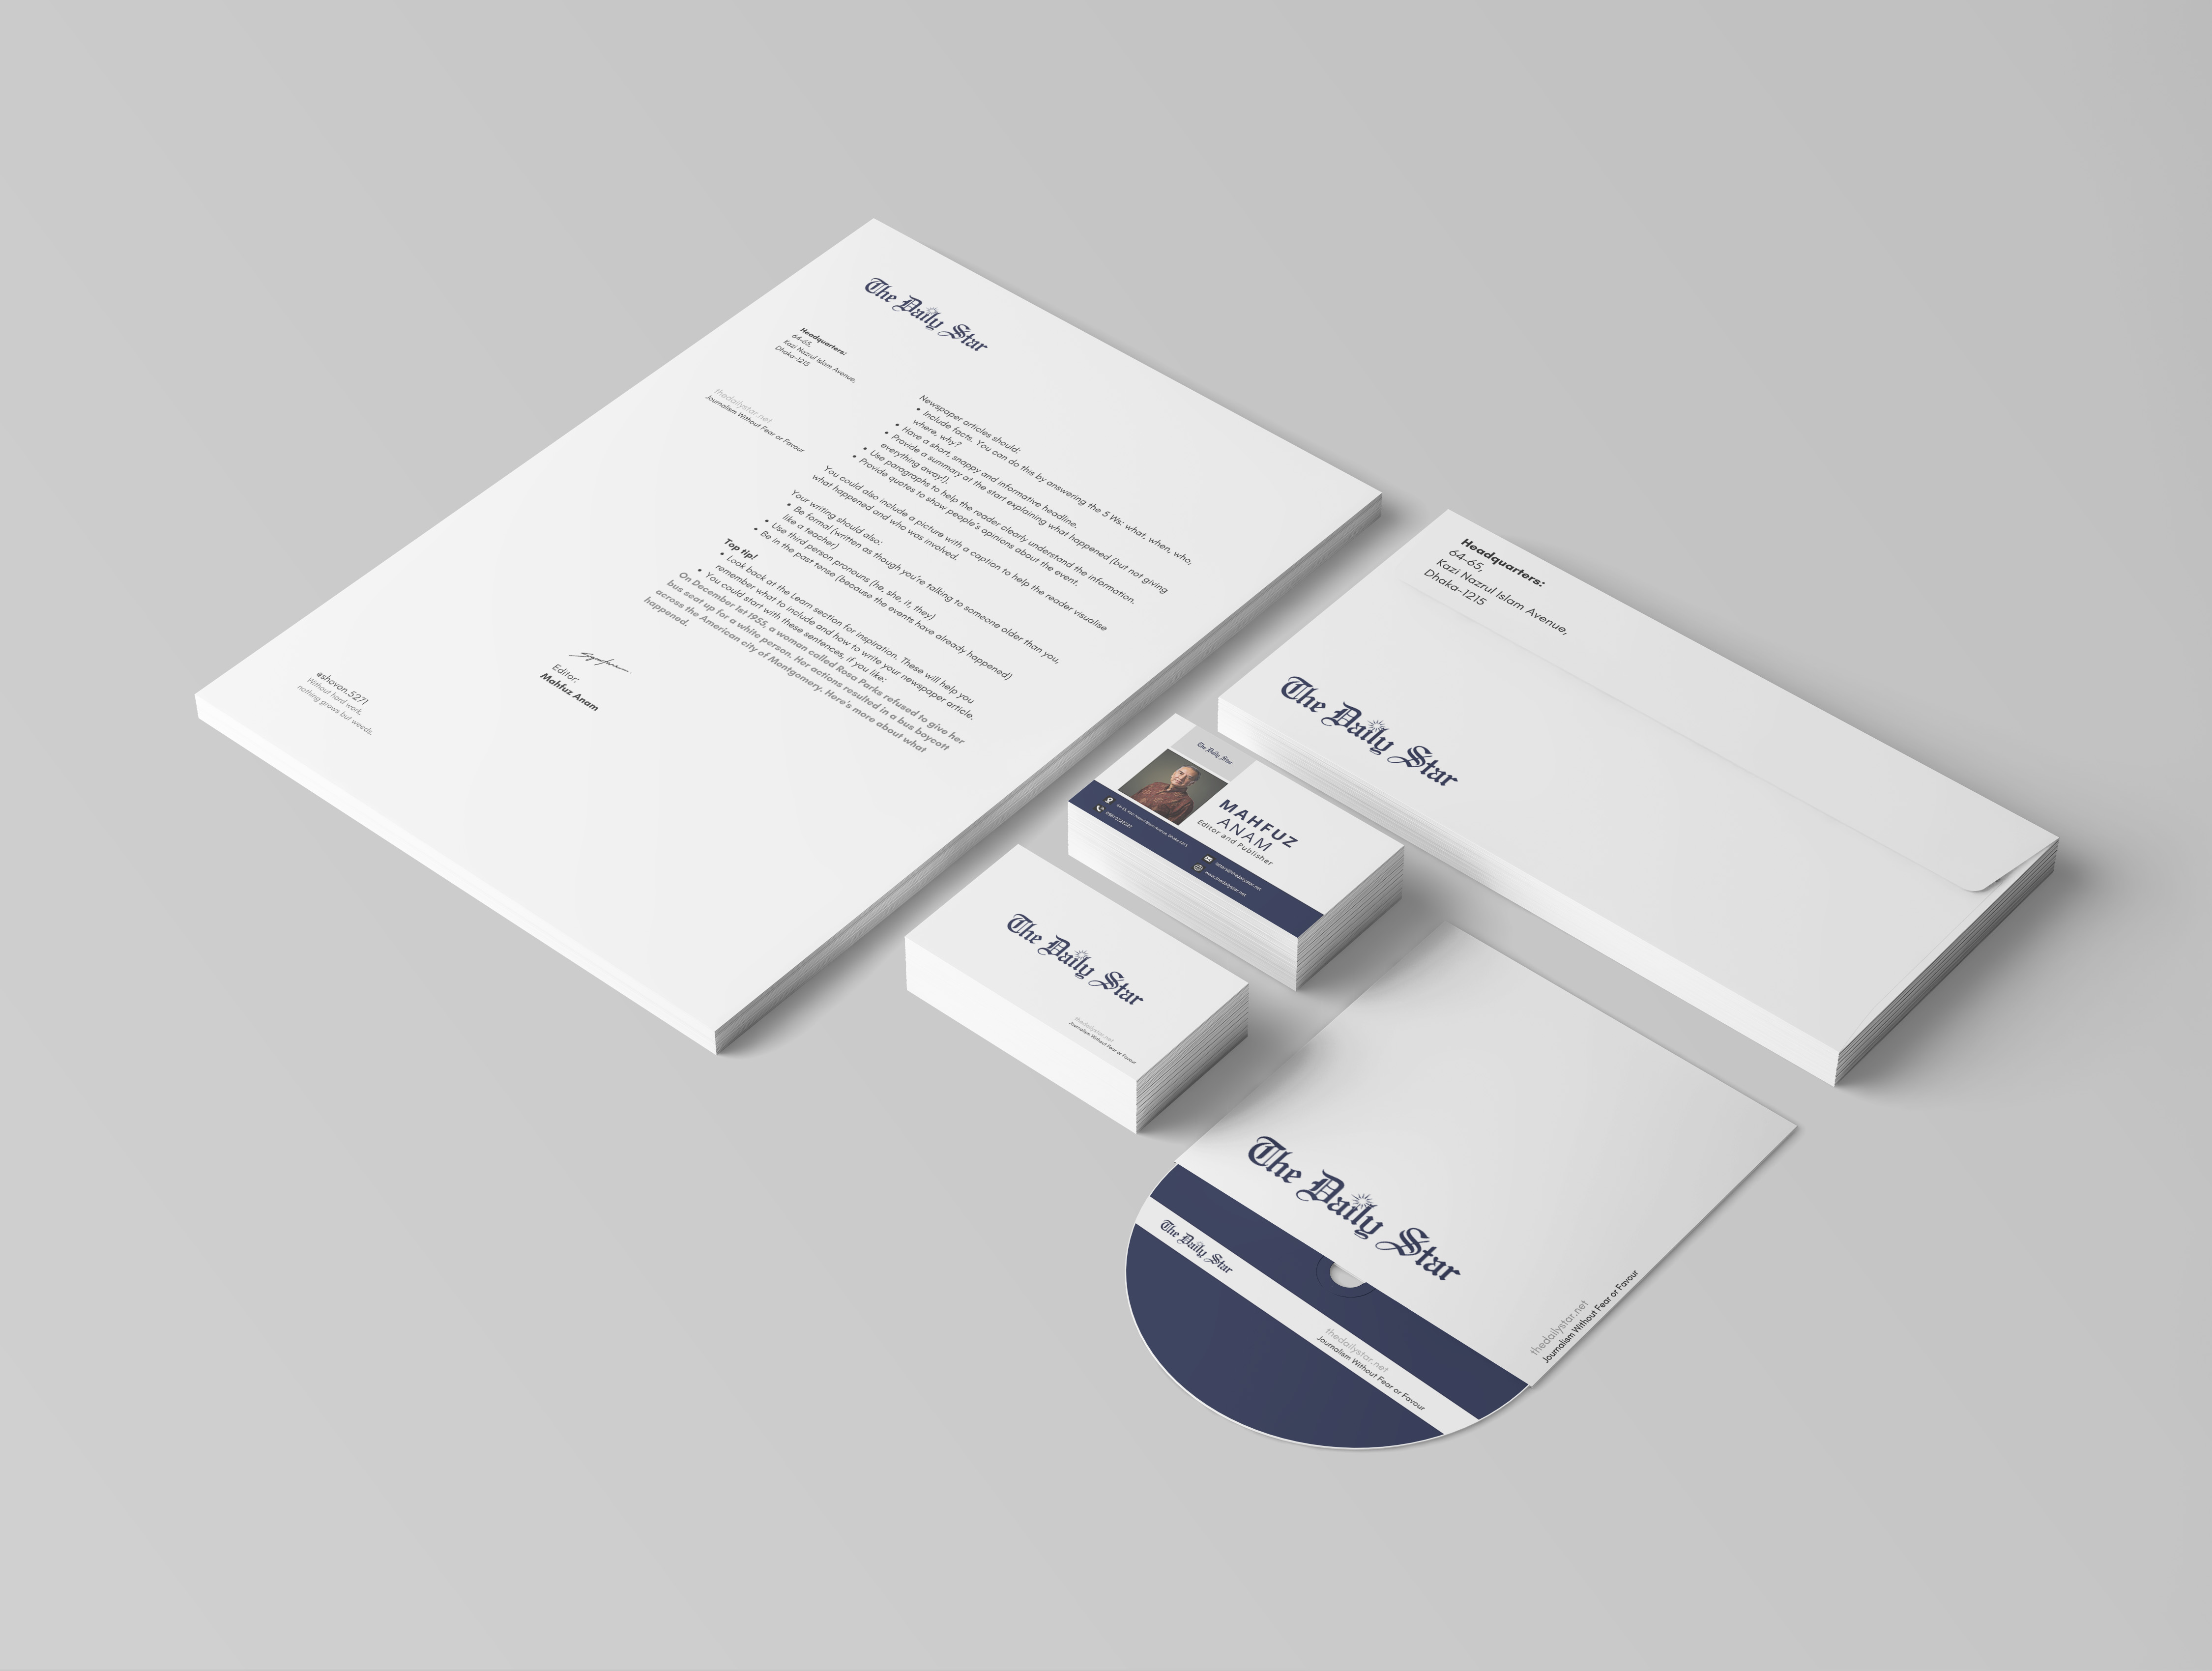 The Daily Star
Headquarters:
64-65,
Kazi Nazrul Islam Avenue,
Dhaka-1215
thedailystar.net
Journalism Without Fear or Favour
Newspaper articles should:
• Include facts. You can do this by answering the 5 Ws: what, when, who,
where, why?
• Have a short, snappy and informative headline.
• Provide a summary at the start explaining what happened (but not giving
everything away!).
• Use paragraphs to help the reader clearly understand the information.
• Provide quotes to show people's opinions about the event.
You could also include a picture with a caption to help the reader visualise
what happened and who was involved.
Your writing should also:
• Be formal (written as though you're talking to someone older than you,
like a teacher)
• Use third person pronouns (he, she, it, they)
• Be in the past tense (because the events have already happened)
Top tip!
• Look back at the Learn section for inspiration. These will help you
remember what to include and how to write your newspaper article.
• You could start with these sentences, if you like:
On December 1st 1955, a woman called Rosa Parks refused to give her
bus seat up for a white person. Her actions resulted in a bus boycott
across the American city of Montgomery. Here's more about what
happened.
Editor:
Mahfuz Anam
@shovon.5271
Without hard work,
nothing grows but weeds.
Headquarters:
64-65,
Kazi Nazrul Islam Avenue,
Dhaka-1215
The Daily Star
The Daily Star
MAHFUZ
ANAM
Editor and Publisher
64-65, Kazi Nazrul Islam Avenue, Dhaka-1215
www.thedailystar.net
The Daily Star
thedailystar.net
Journalism Without Fear or Favour
The Daily Star
thedailystar.net
Journalism Without Fear or Favour
The Daily Star
thedailystar.net
Journalism Without Fear or Favour